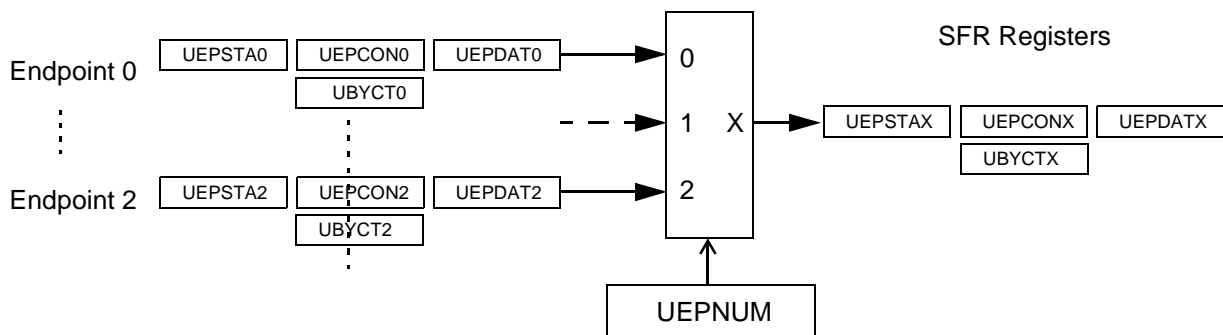 SFR Registers
Endpoint 0 UEPSTA0 UEPCON0 UEPDAT0 0
UBYCT0
1 X UEPSTAX UEPCONX UEPDATX
UBYCTX
Endpoint 2 UEPSTA2 UEPCON2 UEPDAT2 2
UBYCT2
UEPNUM